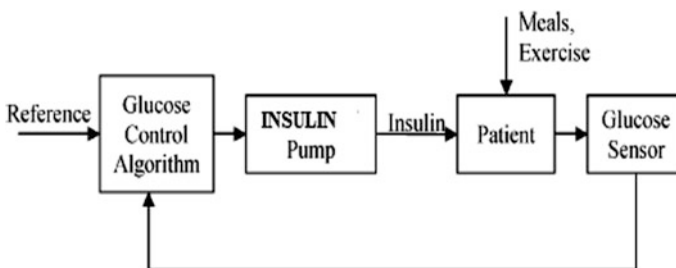 Meals,
Exercise
Reference
Glucose
Control
Algorithm
INSULIN
Pump
Insulin
Patient
Glucose
Sensor